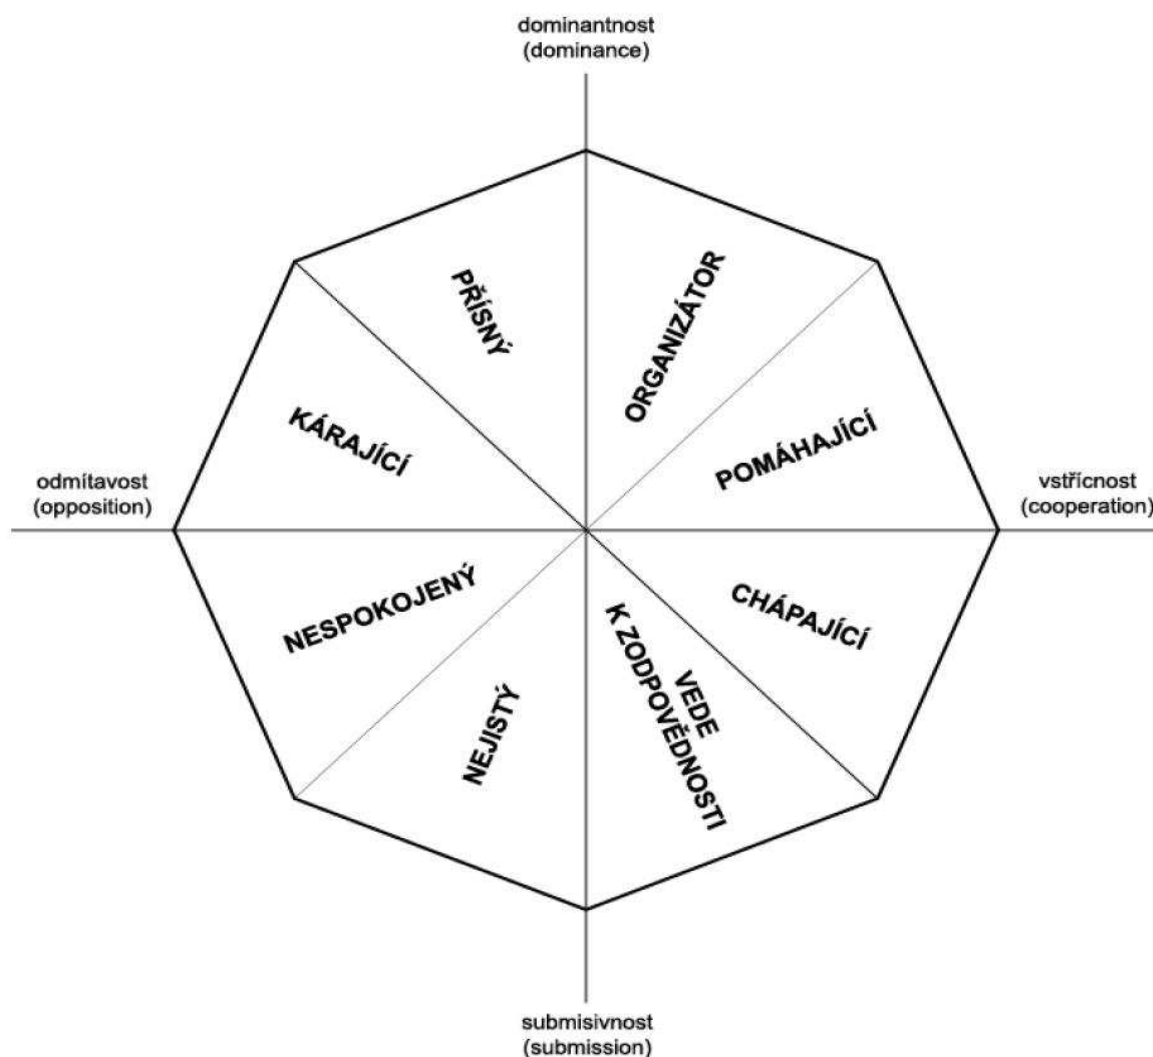 dominantnost
(dominance)
PŘÍSNÝ
ORGANIZÁTOR
KÁRAJÍCÍ
POMÁHAJÍCÍ
odmítavost
(opposition)
vstřícnost
(cooperation)
NESPOKOJENÝ
CHÁPAJÍCÍ
NEJISTÝ
VEDE
K ZODPOVĚDNOSTI
submisivnost
(submission)